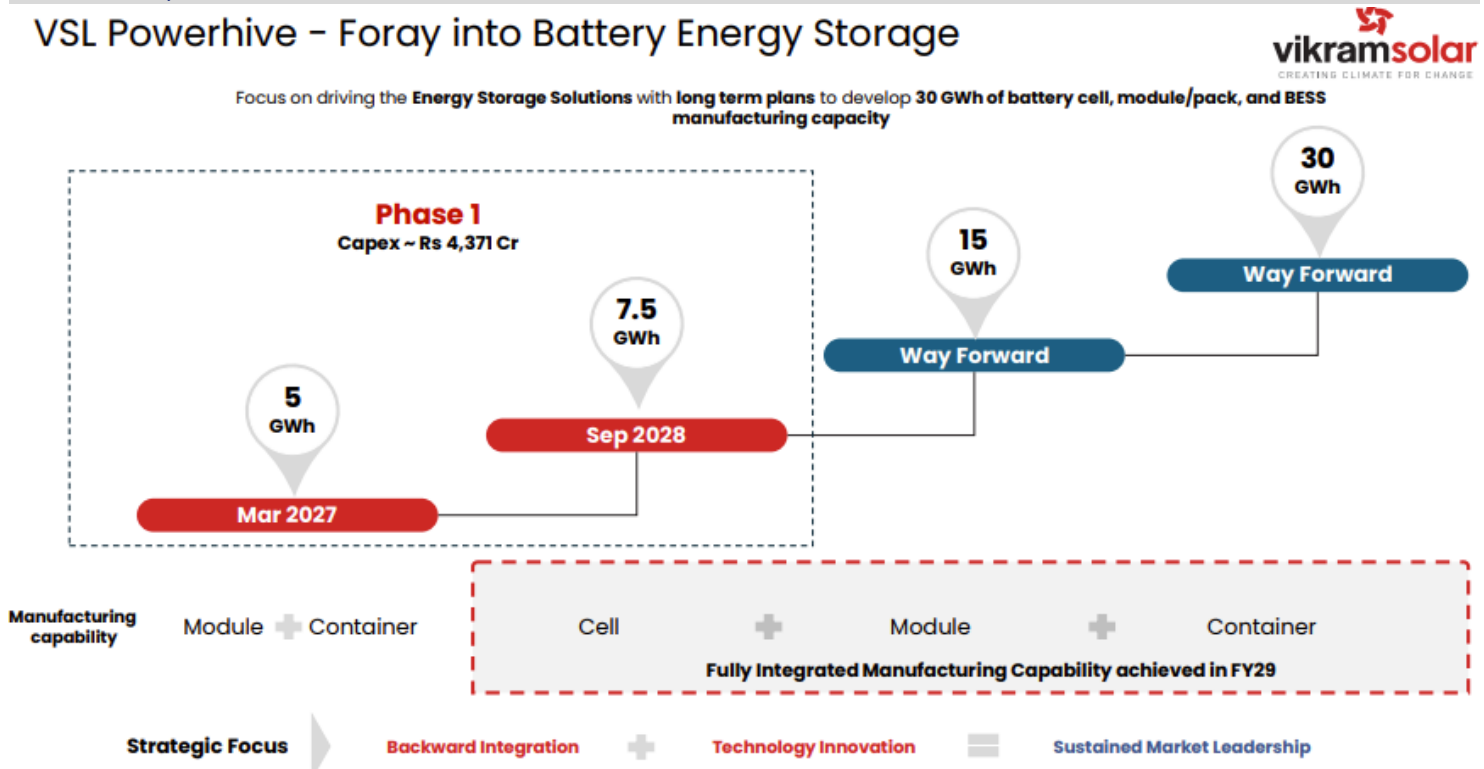 VSL Powerhive - Foray into Battery Energy Storage
vikramsolar
CREATING CLIMATE FOR CHANGE
Focus on driving the Energy Storage Solutions with long term plans to develop 30 GWh of battery cell, module/pack, and BESS
manufacturing capacity
Phase 1
Capex ~ Rs 4,371 Cr
5
GWh
Mar 2027
7.5
GWh
Sep 2028
15
GWh
Way Forward
30
GWh
Way Forward
Manufacturing
capability
Module + Container
Cell + Module + Container
Fully Integrated Manufacturing Capability achieved in FY29
Strategic Focus
Backward Integration + Technology Innovation = Sustained Market Leadership